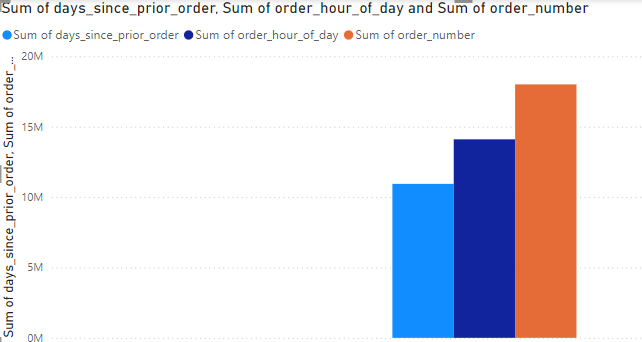 Sum of days_since_prior_order, Sum of order_hour_of_day and Sum of order_number
Sum of days_since_prior_order Sum of order_hour_of_day Sum of order_number
Sum of days_since_prior_order, Sum of order_...
20M
15M
10M
5M
0M